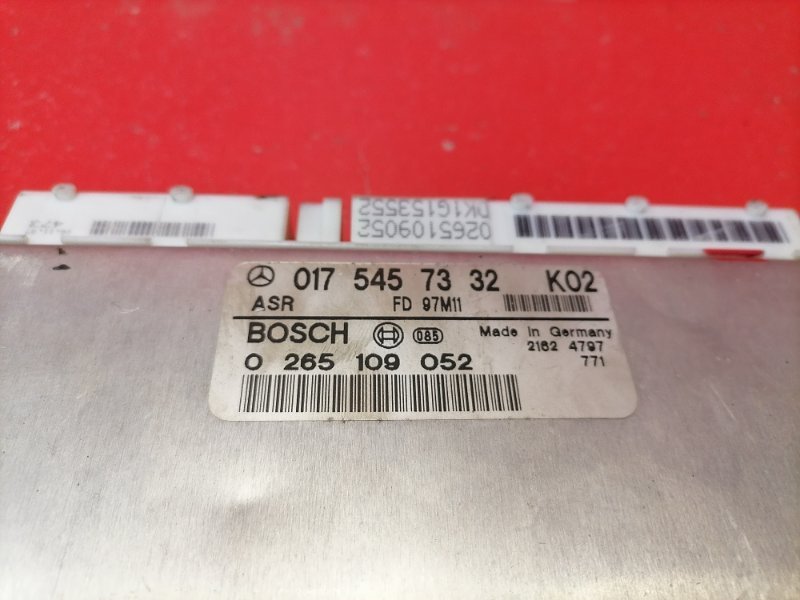 0265109052
DK1G1535552
017 545 73 32 K02
ASR FD 97M11
BOSCH 085 Made in Germany
0 265 109 052 2162 4797
771